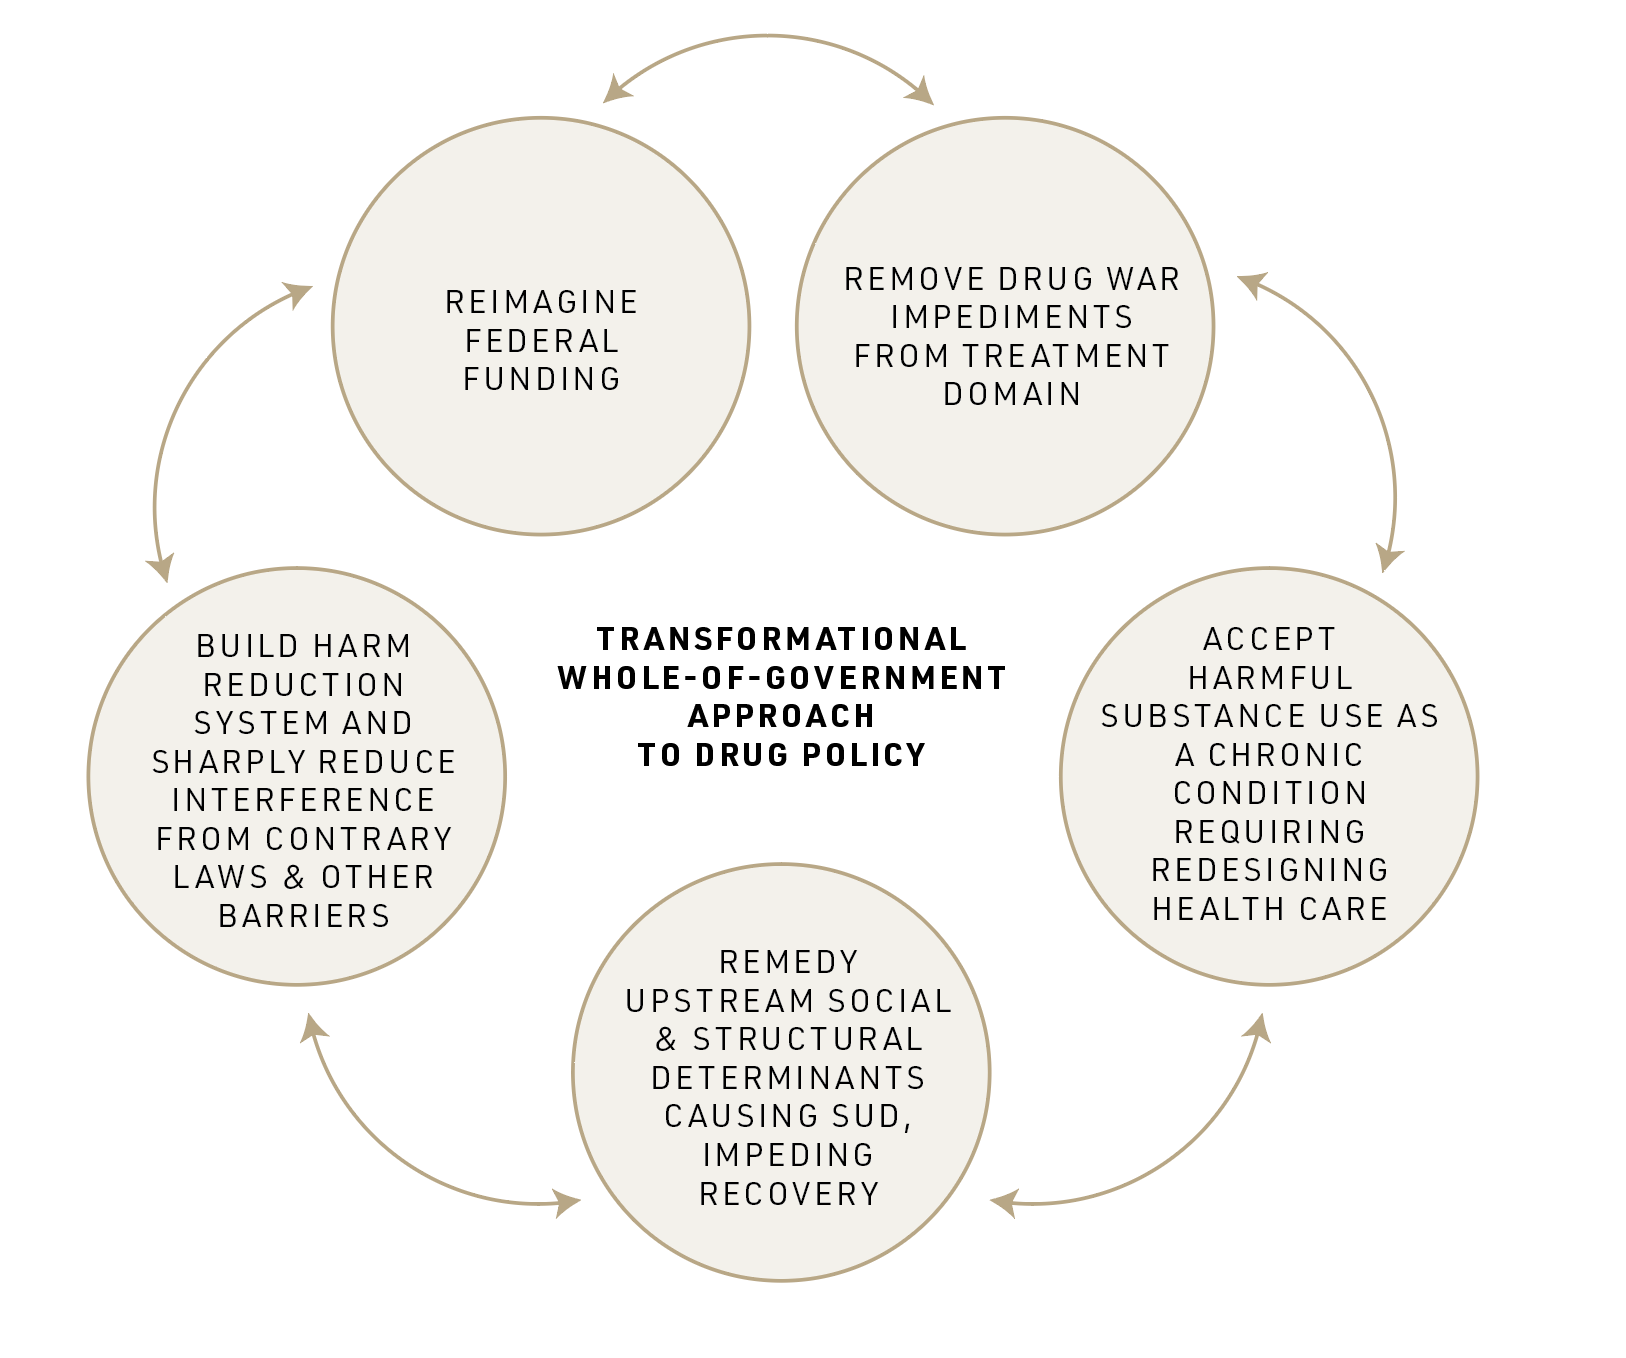 REIMAGINE
FEDERAL
FUNDING
REMOVE DRUG WAR
IMPEDIMENTS
FROM TREATMENT
DOMAIN
BUILD HARM
REDUCTION
SYSTEM AND
SHARPLY REDUCE
INTERFERENCE
FROM CONTRARY
LAWS & OTHER
BARRIERS
TRANSFORMATIONAL
WHOLE-OF-GOVERNMENT
APPROACH
TO DRUG POLICY
ACCEPT
HARMFUL
SUBSTANCE USE AS
A CHRONIC
CONDITION
REQUIRING
REDESIGNING
HEALTH CARE
REMEDY
UPSTREAM SOCIAL
& STRUCTURAL
DETERMINANTS
CAUSING SUD,
IMPEDING
RECOVERY